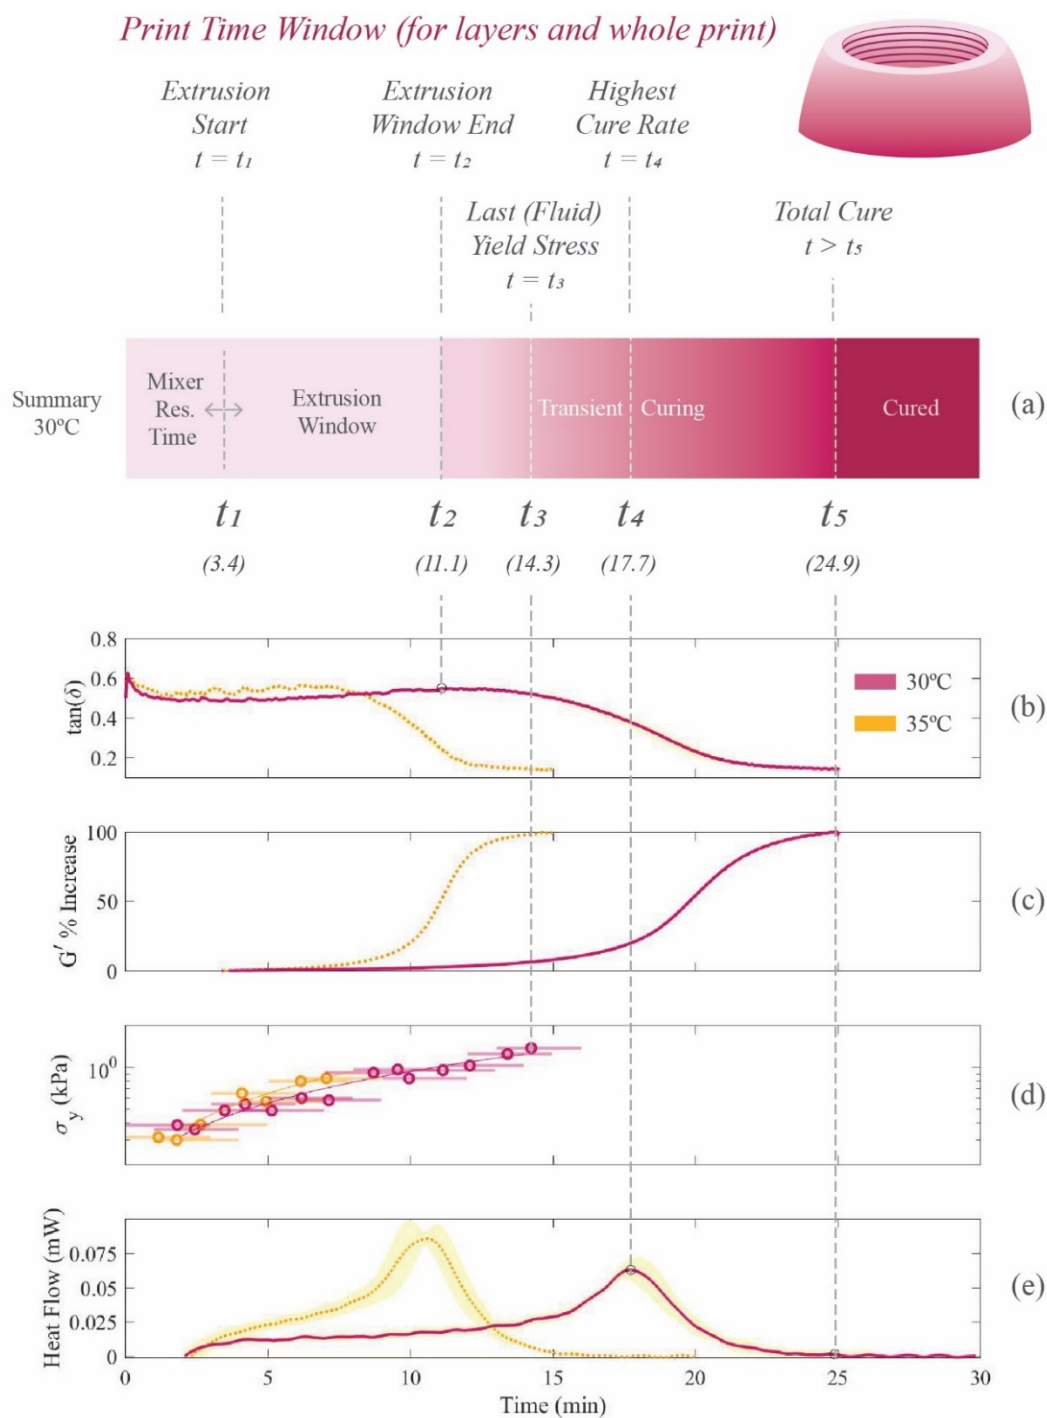 Print Time Window (for layers and whole print)
Extrusion
Start
t = t₁
Extrusion
Window End
t = t₂
Highest
Cure Rate
t = t₄
Last (Fluid)
Yield Stress
t = t₃
Total Cure
t > t₅
Summary
30ºC
Mixer
Res.
Time
Extrusion
Window
Transient
Curing
Cured
(a)
t₁
t₂
t₃
t₄
t₅
(3.4)
(11.1)
(14.3)
(17.7)
(24.9)
tan(δ)
0.8
0.6
0.4
0.2
30ºC
35ºC
(b)
G' % Increase
100
50
0
(c)
σ_y (kPa)
10⁰
(d)
Heat Flow (mW)
0.075
0.05
0.025
0
(e)
0 5 10 15 20 25 30
Time (min)